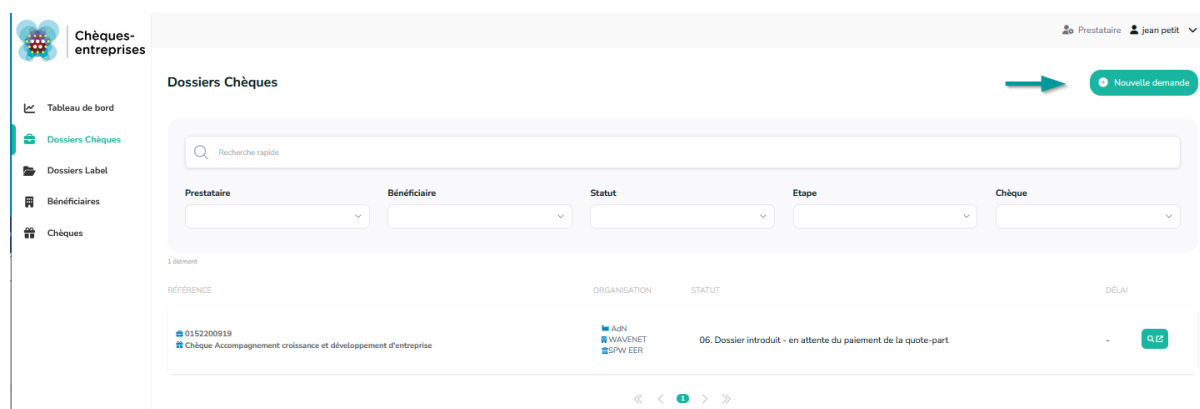 Chèques-
entreprises
Prestataire jean petit
Dossiers Chèques
Nouvelle demande
Tableau de bord
Dossiers Chèques
Dossiers Label
Bénéficiaires
Chèques
Recherche rapide
Prestataire Bénéficiaire Statut Etape Chèque
1 élément
RÉFÉRENCE ORGANISATION STATUT DÉLAI
0152200919
Chèque Accompagnement croissance et développement d'entreprise
AdN
WAVENET
SPW EER
06. Dossier introduit - en attente du paiement de la quote-part
-
1